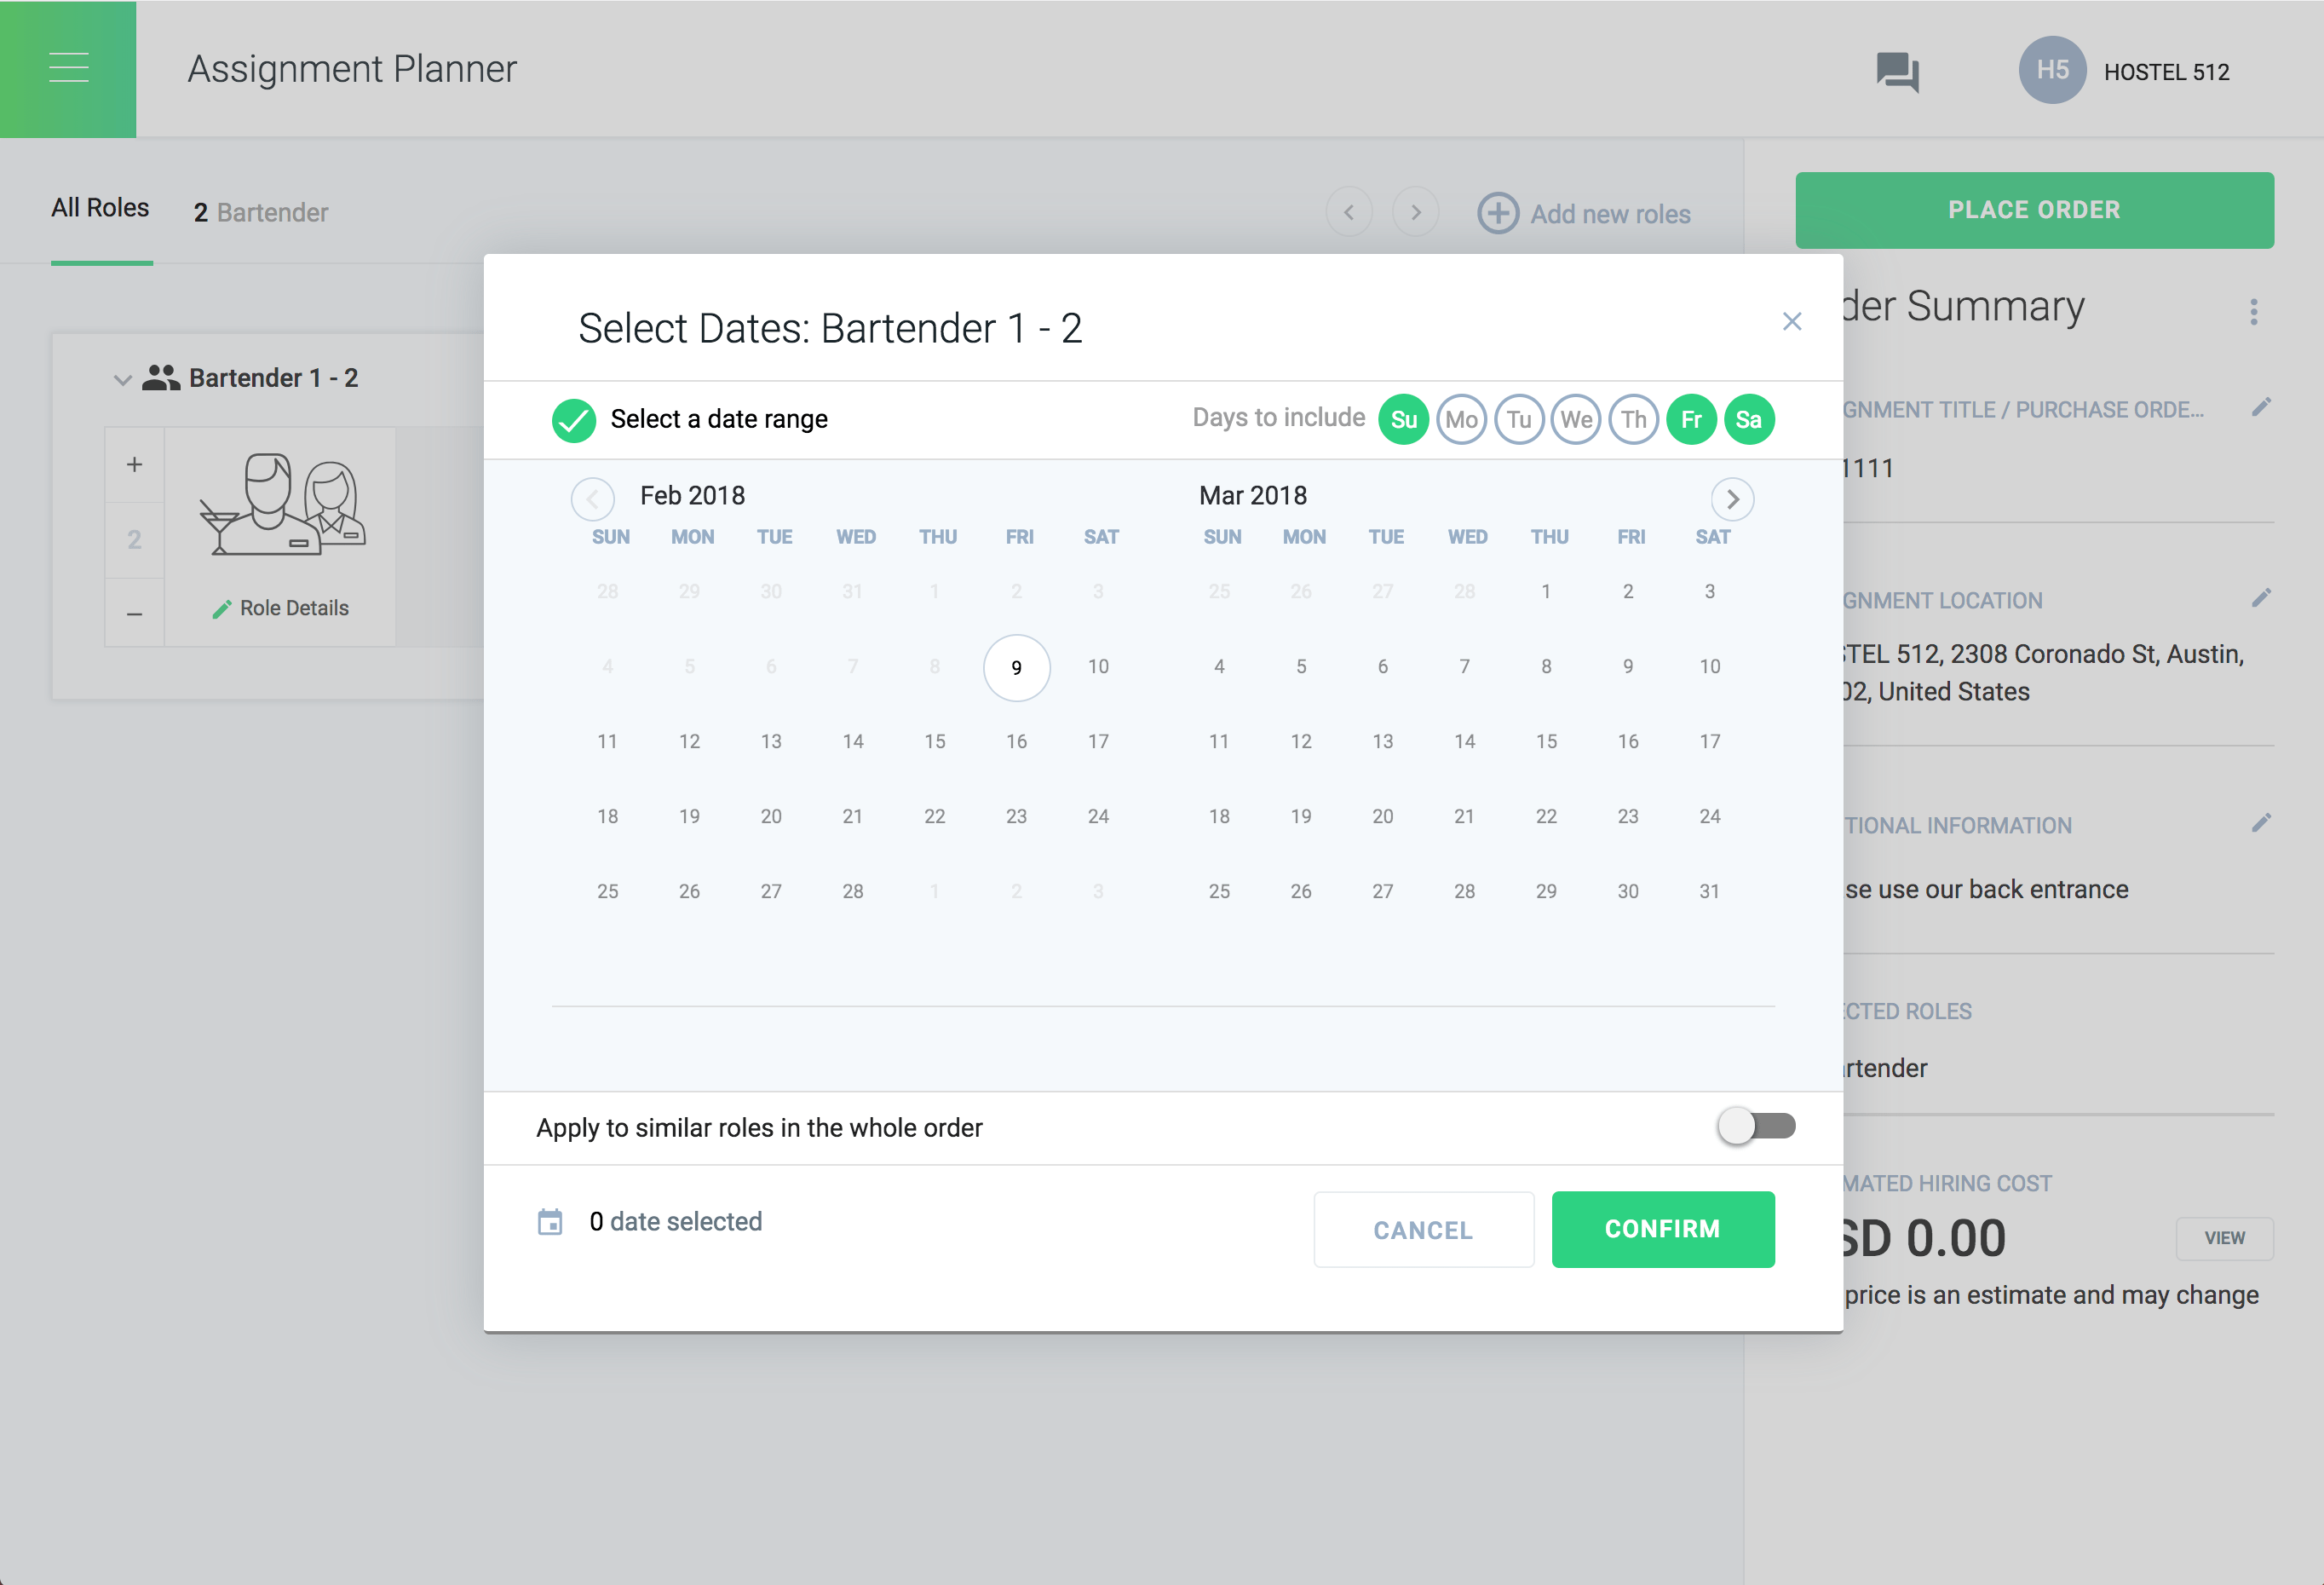 Assignment Planner
H5 HOSTEL 512
All Roles
2 Bartender
Add new roles
PLACE ORDER
Bartender 1 - 2
+
2
−
Role Details
Select Dates: Bartender 1 - 2
Select a date range
Days to include Su Mo Tu We Th Fr Sa
Feb 2018
SUN MON TUE WED THU FRI SAT
28 29 30 31 1 2 3
4 5 6 7 8 9 10
11 12 13 14 15 16 17
18 19 20 21 22 23 24
25 26 27 28 1 2 3
Mar 2018
SUN MON TUE WED THU FRI SAT
25 26 27 28 1 2 3
4 5 6 7 8 9 10
11 12 13 14 15 16 17
18 19 20 21 22 23 24
25 26 27 28 29 30 31
Apply to similar roles in the whole order
0 date selected
CANCEL
CONFIRM
der Summary
GNMENT TITLE / PURCHASE ORDE...
1111
GNMENT LOCATION
STEL 512, 2308 Coronado St, Austin,
02, United States
TIONAL INFORMATION
se use our back entrance
ECTED ROLES
artender
MATED HIRING COST
SD 0.00
VIEW
price is an estimate and may change